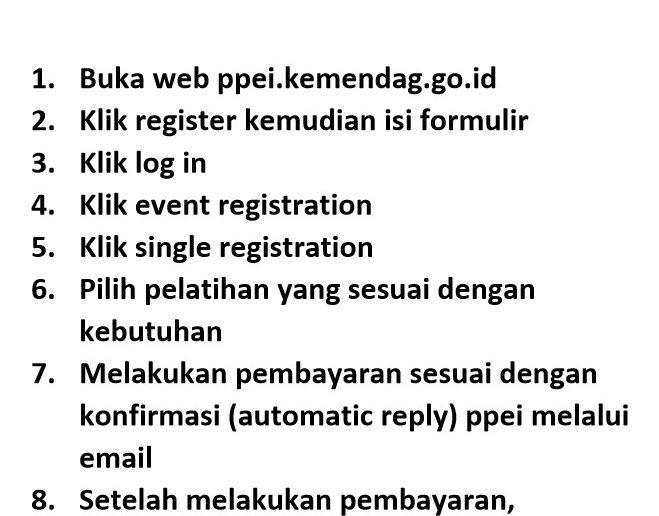 1. Buka web ppei.kemendag.go.id
2. Klik register kemudian isi formulir
3. Klik log in
4. Klik event registration
5. Klik single registration
6. Pilih pelatihan yang sesuai dengan
kebutuhan
7. Melakukan pembayaran sesuai dengan
konfirmasi (automatic reply) ppei melalui
email
8. Setelah melakukan pembayaran,